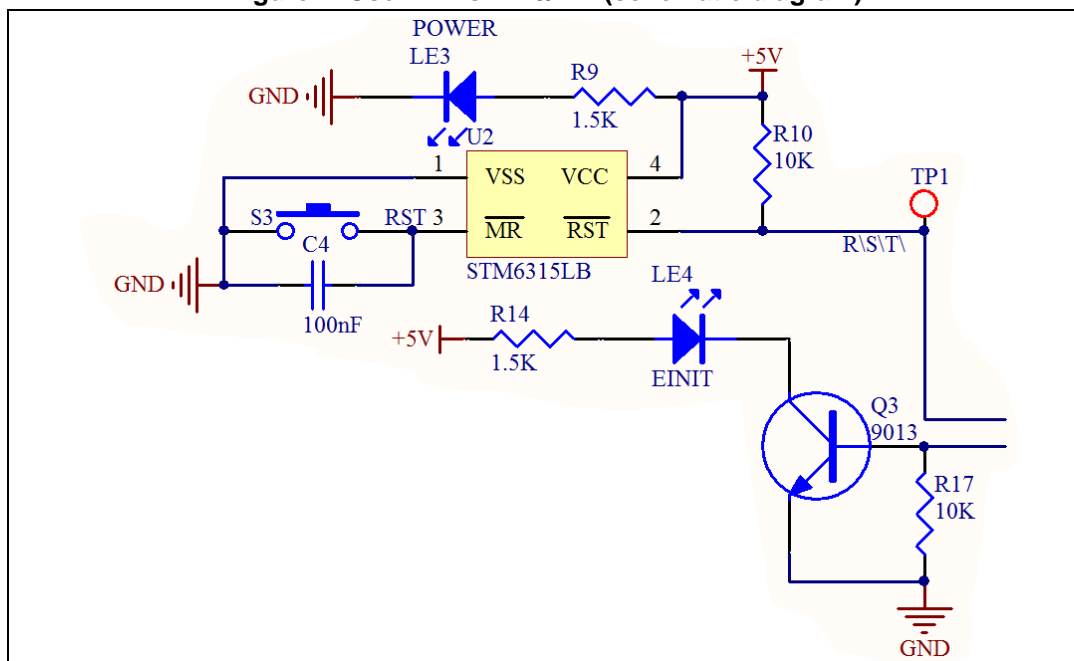 POWER
LE3
+5V
GND
R9
1.5K
R10
10K
U2
1
VSS
VCC
4
TP1
S3
RST
3
MR
RST
2
R\S\T\
C4
STM6315LB
GND
100nF
LE4
R14
+5V
1.5K
EINIT
Q3
9013
R17
10K
GND